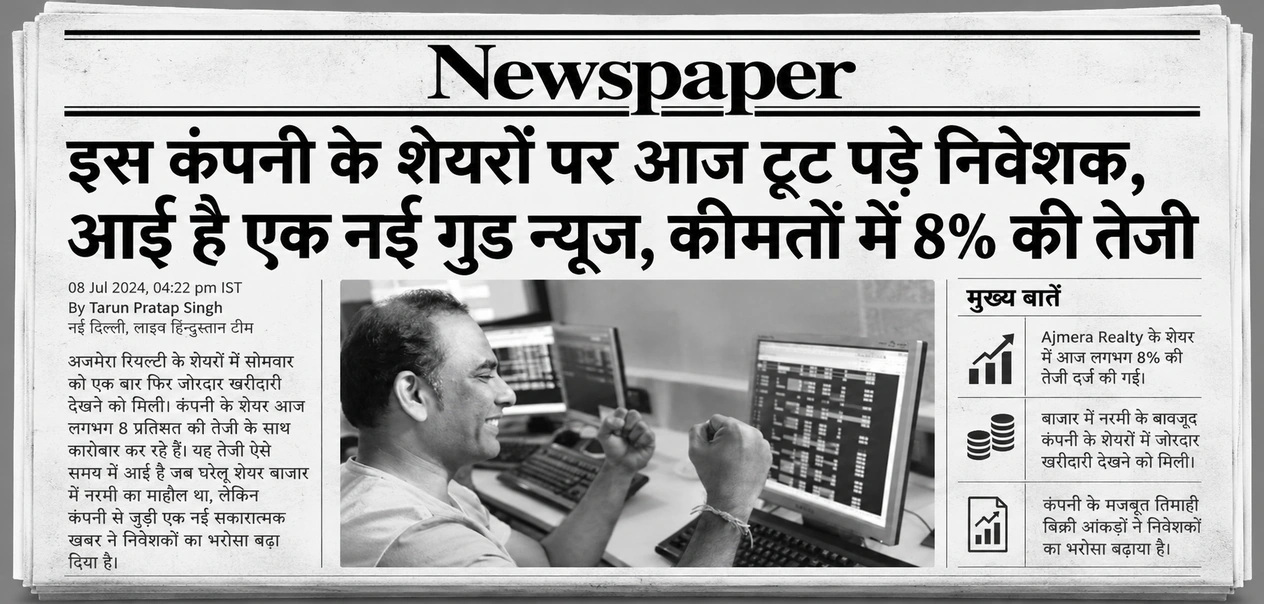 Newspaper
इस कंपनी के शेयरों पर आज टूट पड़े निवेशक,
आई है एक नई गुड न्यूज, कीमतों में 8% की तेजी
08 Jul 2024, 04:22 pm IST
By Tarun Pratap Singh
नई दिल्ली, लाइव हिंन्दुस्तान टीम
अजमेरा रियल्टी के शेयरों में सोमवार
को एक बार फिर जोरदार खरीदारी
देखने को मिली। कंपनी के शेयर आज
लगभग 8 प्रतिसत की तेजी के साथ
कारोबार कर रहे हैं। यह तेजी ऐसे
समय में आई है जब घरेलू शेयर बाजार
में नरमी का माहौल था, लेकिन
कंपनी से जुड़ी एक नई सकारात्मक
खबर ने निवेशकों का भरोसा बढ़ा
दिया है।
मुख्य बातें
Ajmera Realty के शेयर
में आज लगभग 8% की
तेजी दर्ज की गई।
बाजार में नरमी के बावजूद
कंपनी के शेयरों में जोरदार
खरीदारी देखने को मिली।
कंपनी के मजबूत तिमाही
बिक्री आंकड़ों ने निवेशकों
का भरोसा बढ़ाया है।